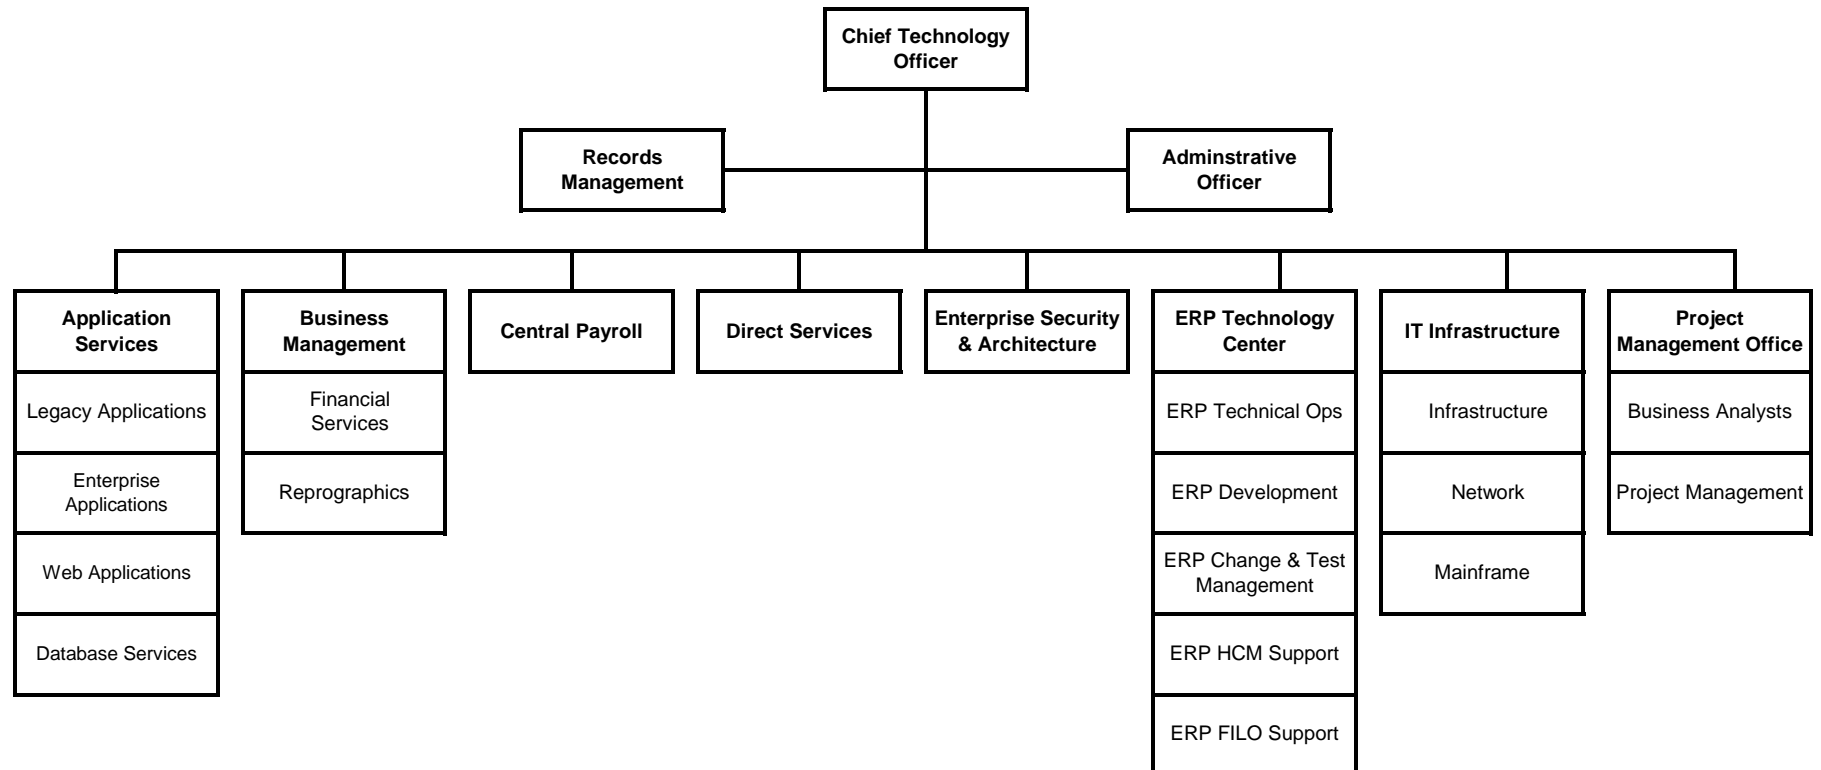 Chief Technology
Officer
Records
Management
Adminstrative
Officer
Application
Services
Business
Management
Central Payroll
Direct Services
Enterprise Security
& Architecture
ERP Technology
Center
IT Infrastructure
Project
Management Office
Legacy Applications
Financial
Services
ERP Technical Ops
Infrastructure
Business Analysts
Enterprise
Applications
Reprographics
ERP Development
Network
Project Management
Web Applications
ERP Change & Test
Management
Mainframe
Database Services
ERP HCM Support
ERP FILO Support